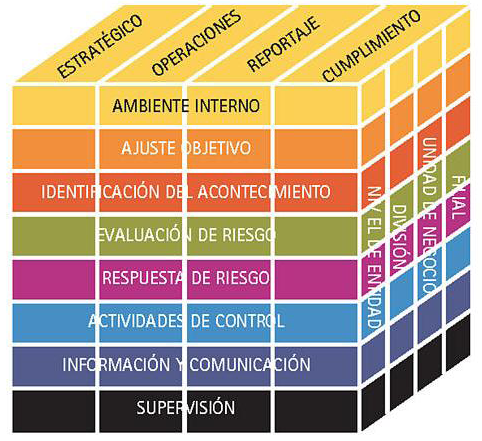 ESTRATÉGICO
OPERACIONES
REPORTAJE
CUMPLIMIENTO
AMBIENTE INTERNO
AJUSTE OBJETIVO
IDENTIFICACIÓN DEL ACONTECIMIENTO
EVALUACIÓN DE RIESGO
RESPUESTA DE RIESGO
ACTIVIDADES DE CONTROL
INFORMACIÓN Y COMUNICACIÓN
SUPERVISIÓN
NIVEL DE ENTIDAD
DIVISIÓN
UNIDAD DE NEGOCIO
FILIAL